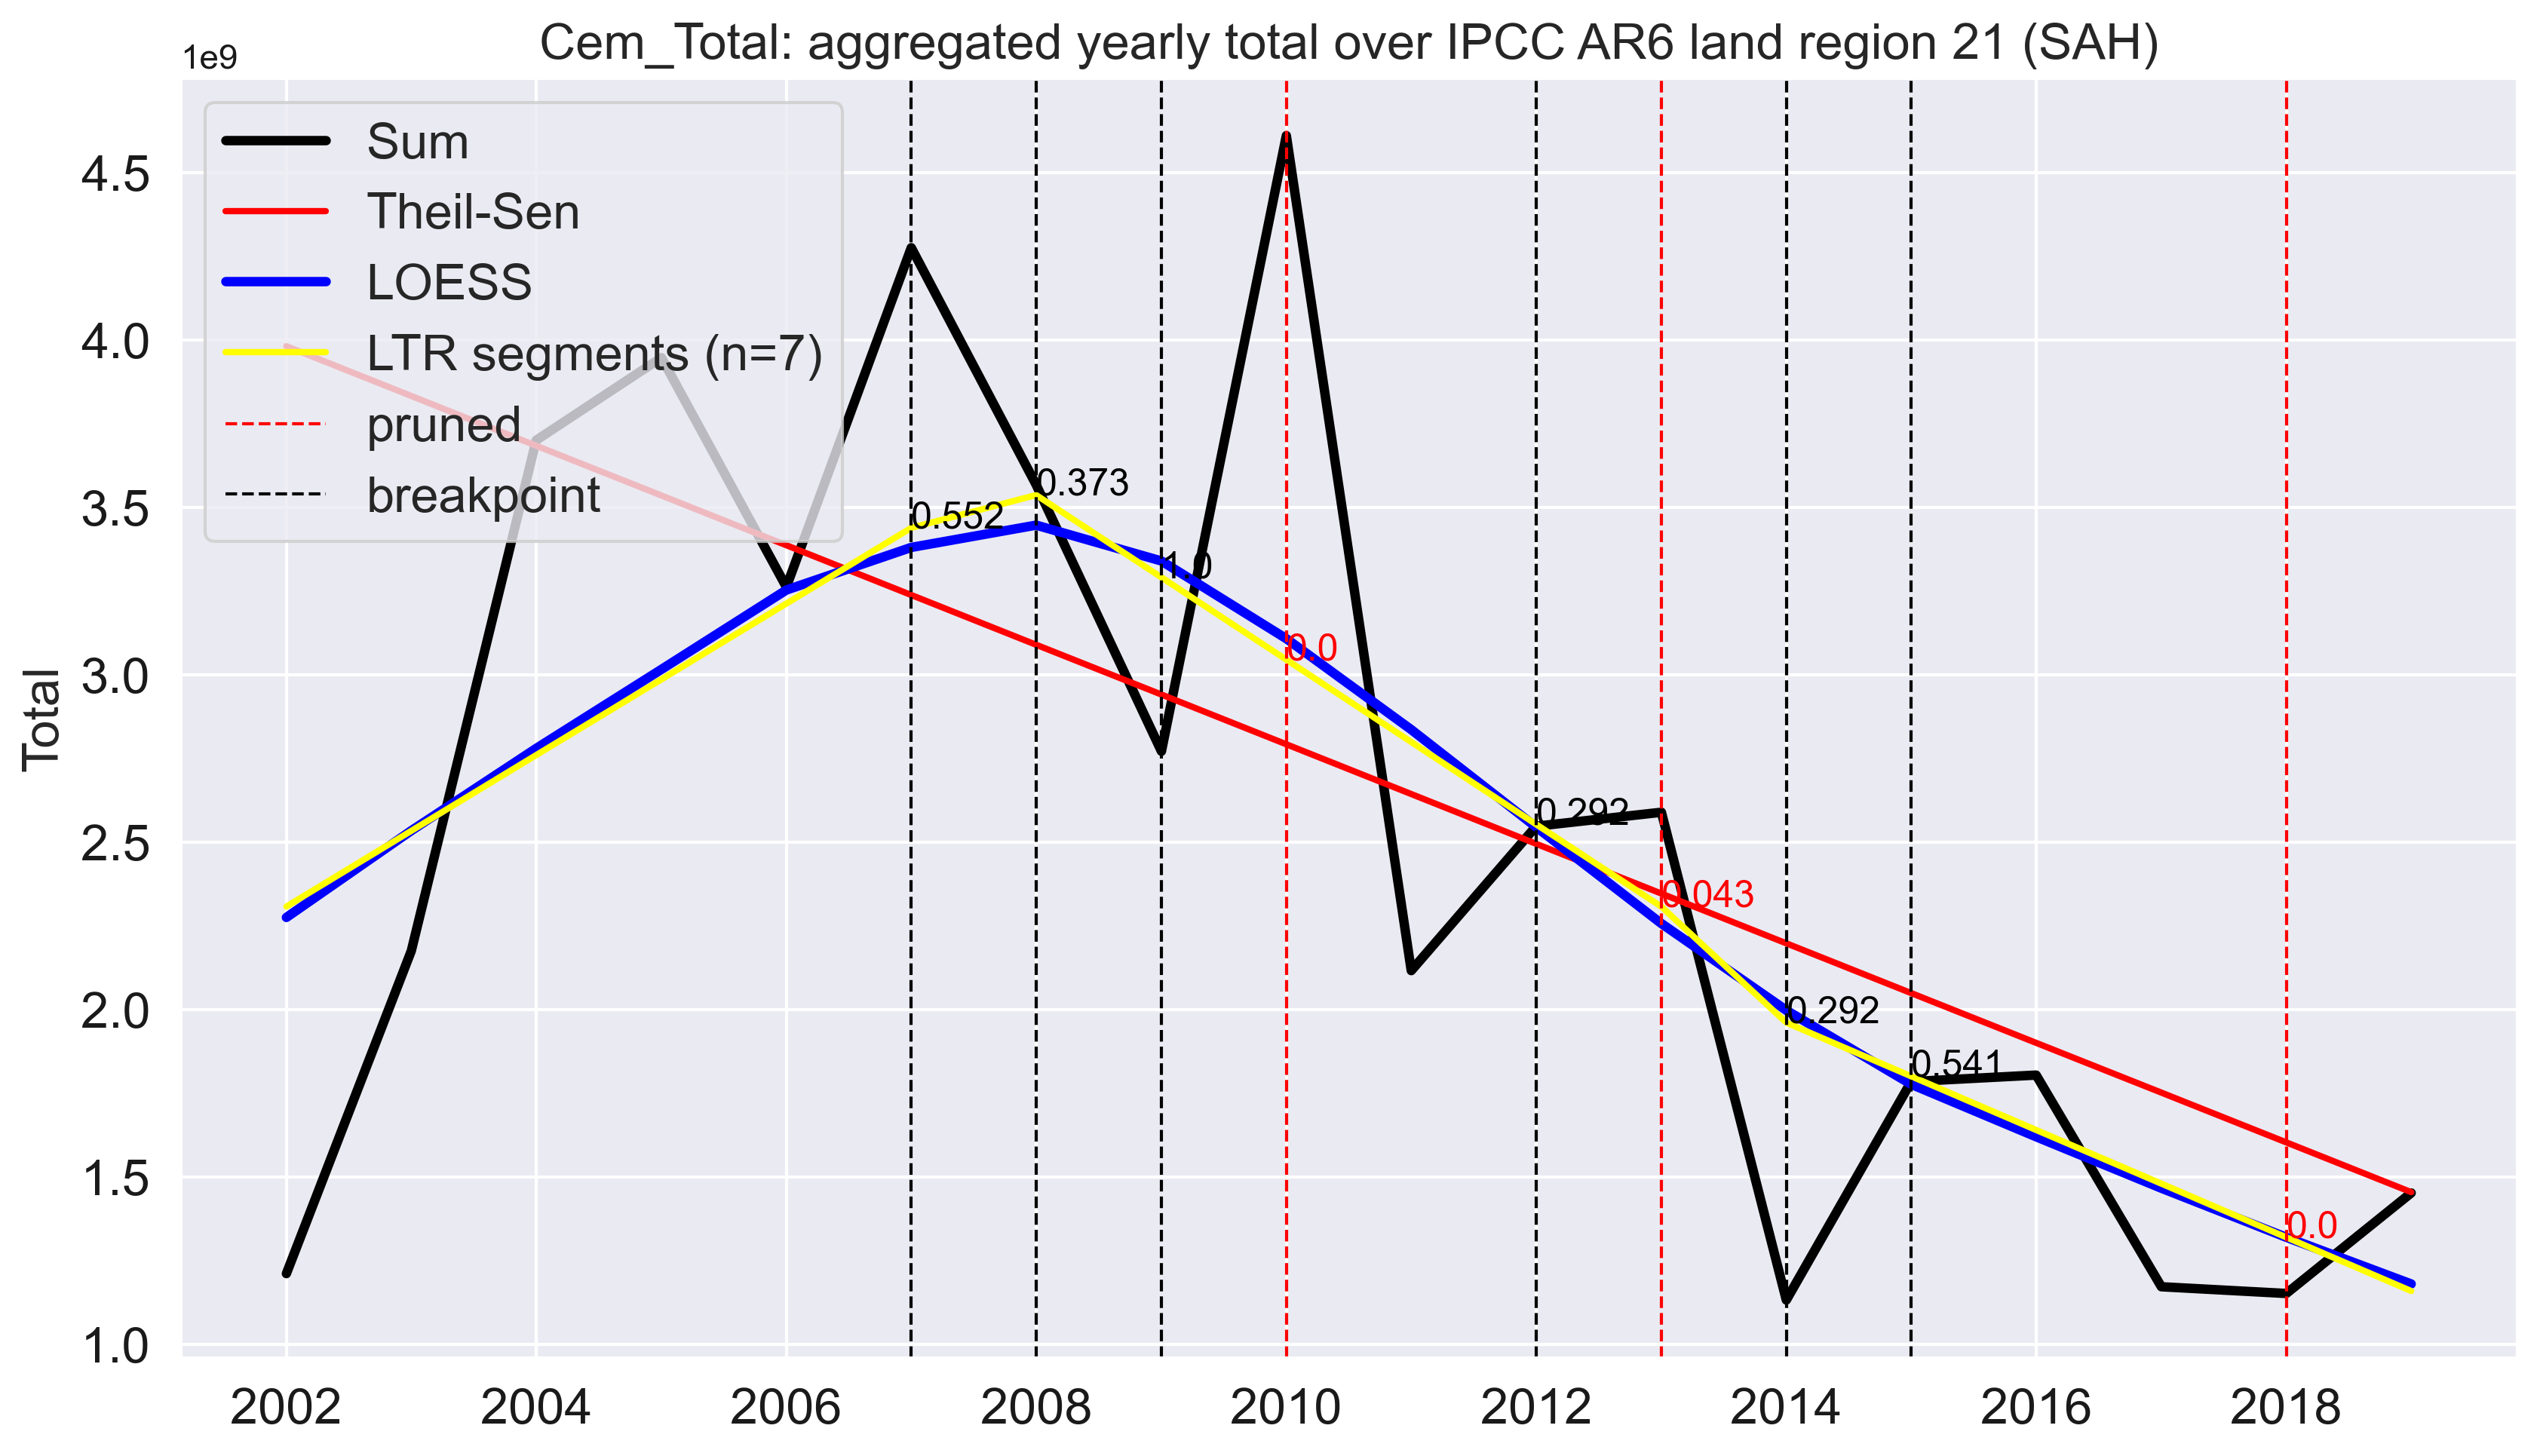 Cem_Total: aggregated yearly total over IPCC AR6 land region 21 (SAH)
1e9
Sum
Theil-Sen
LOESS
LTR segments (n=7)
pruned
breakpoint
4.5
4.0
3.5
3.0
2.5
2.0
1.5
1.0
Total
0.552
0.373
1.0
0.0
0.292
0.043
0.292
0.541
0.0
2002
2004
2006
2008
2010
2012
2014
2016
2018